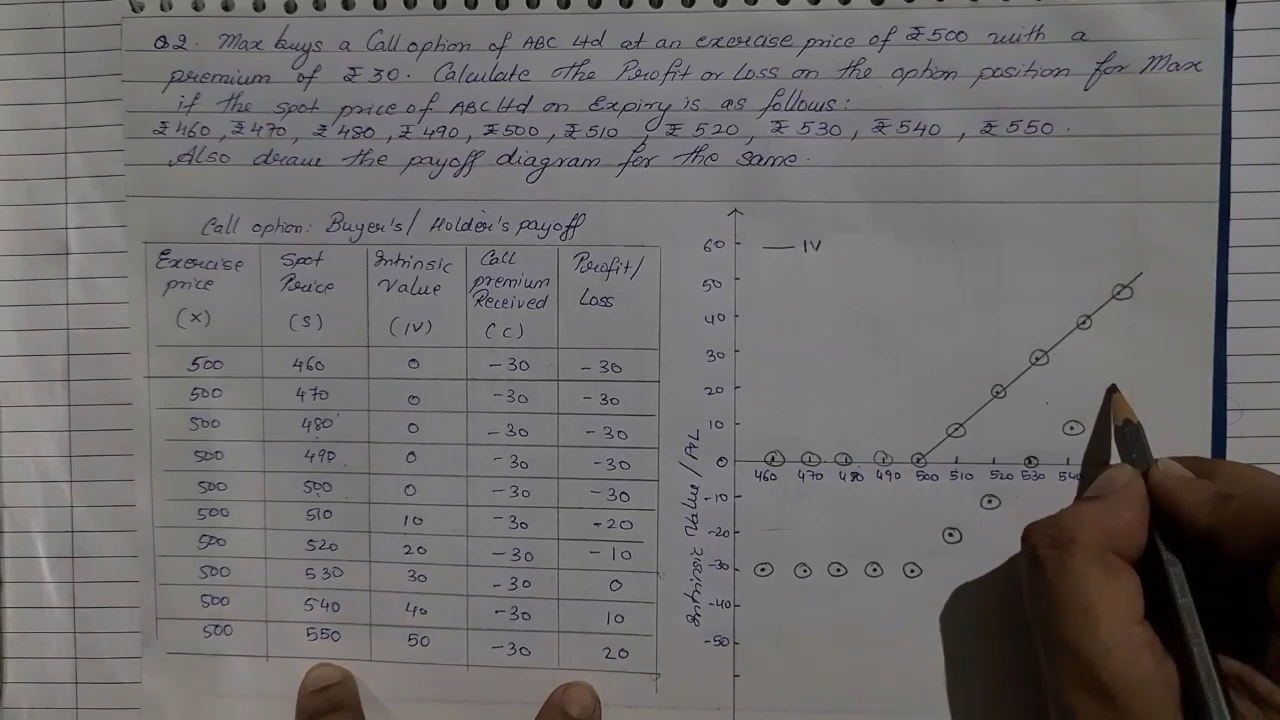 Q2. Max buys a Call option of ABC Ltd at an exercise price of ₹500 with a
premium of ₹30. Calculate the Profit or Loss on the option position for Max
if the spot price of ABC Ltd on Expiry is as follows:
₹460, ₹470, ₹480, ₹490, ₹500, ₹510, ₹520, ₹530, ₹540, ₹550.
Also draw the payoff diagram for the same.
Call option: Buyer's/ Holder's payoff
Exercise price (X) Spot Price (S) Intrinsic Value (IV) Call premium Received (C) Profit/ Loss
500 460 0 -30 -30
500 470 0 -30 -30
500 480 0 -30 -30
500 490 0 -30 -30
500 500 0 -30 -30
500 510 10 -30 -20
500 520 20 -30 -10
500 530 30 -30 0
500 540 40 -30 10
500 550 50 -30 20
— IV
60
50
40
30
20
10
0
460 470 480 490 500 510 520 530 540
-10
-20
-30
-40
-50
Intrinsic Value / P/L